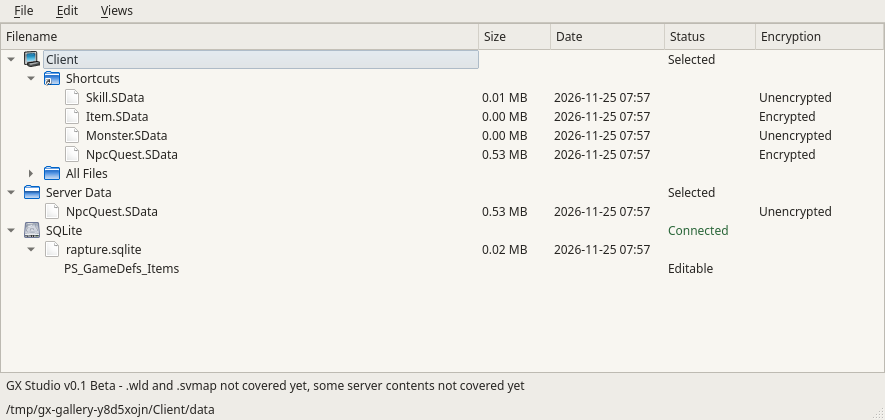 File Edit Views
Filename Size Date Status Encryption
Client Selected
Shortcuts
Skill.SData 0.01 MB 2026-11-25 07:57 Unencrypted
Item.SData 0.00 MB 2026-11-25 07:57 Encrypted
Monster.SData 0.00 MB 2026-11-25 07:57 Unencrypted
NpcQuest.SData 0.53 MB 2026-11-25 07:57 Encrypted
All Files
Server Data Selected
NpcQuest.SData 0.53 MB 2026-11-25 07:57 Unencrypted
SQLite Connected
rapture.sqlite 0.02 MB 2026-11-25 07:57
PS_GameDefs_Items Editable
GX Studio v0.1 Beta - .wld and .svmap not covered yet, some server contents not covered yet
/tmp/gx-gallery-y8d5xojn/Client/data